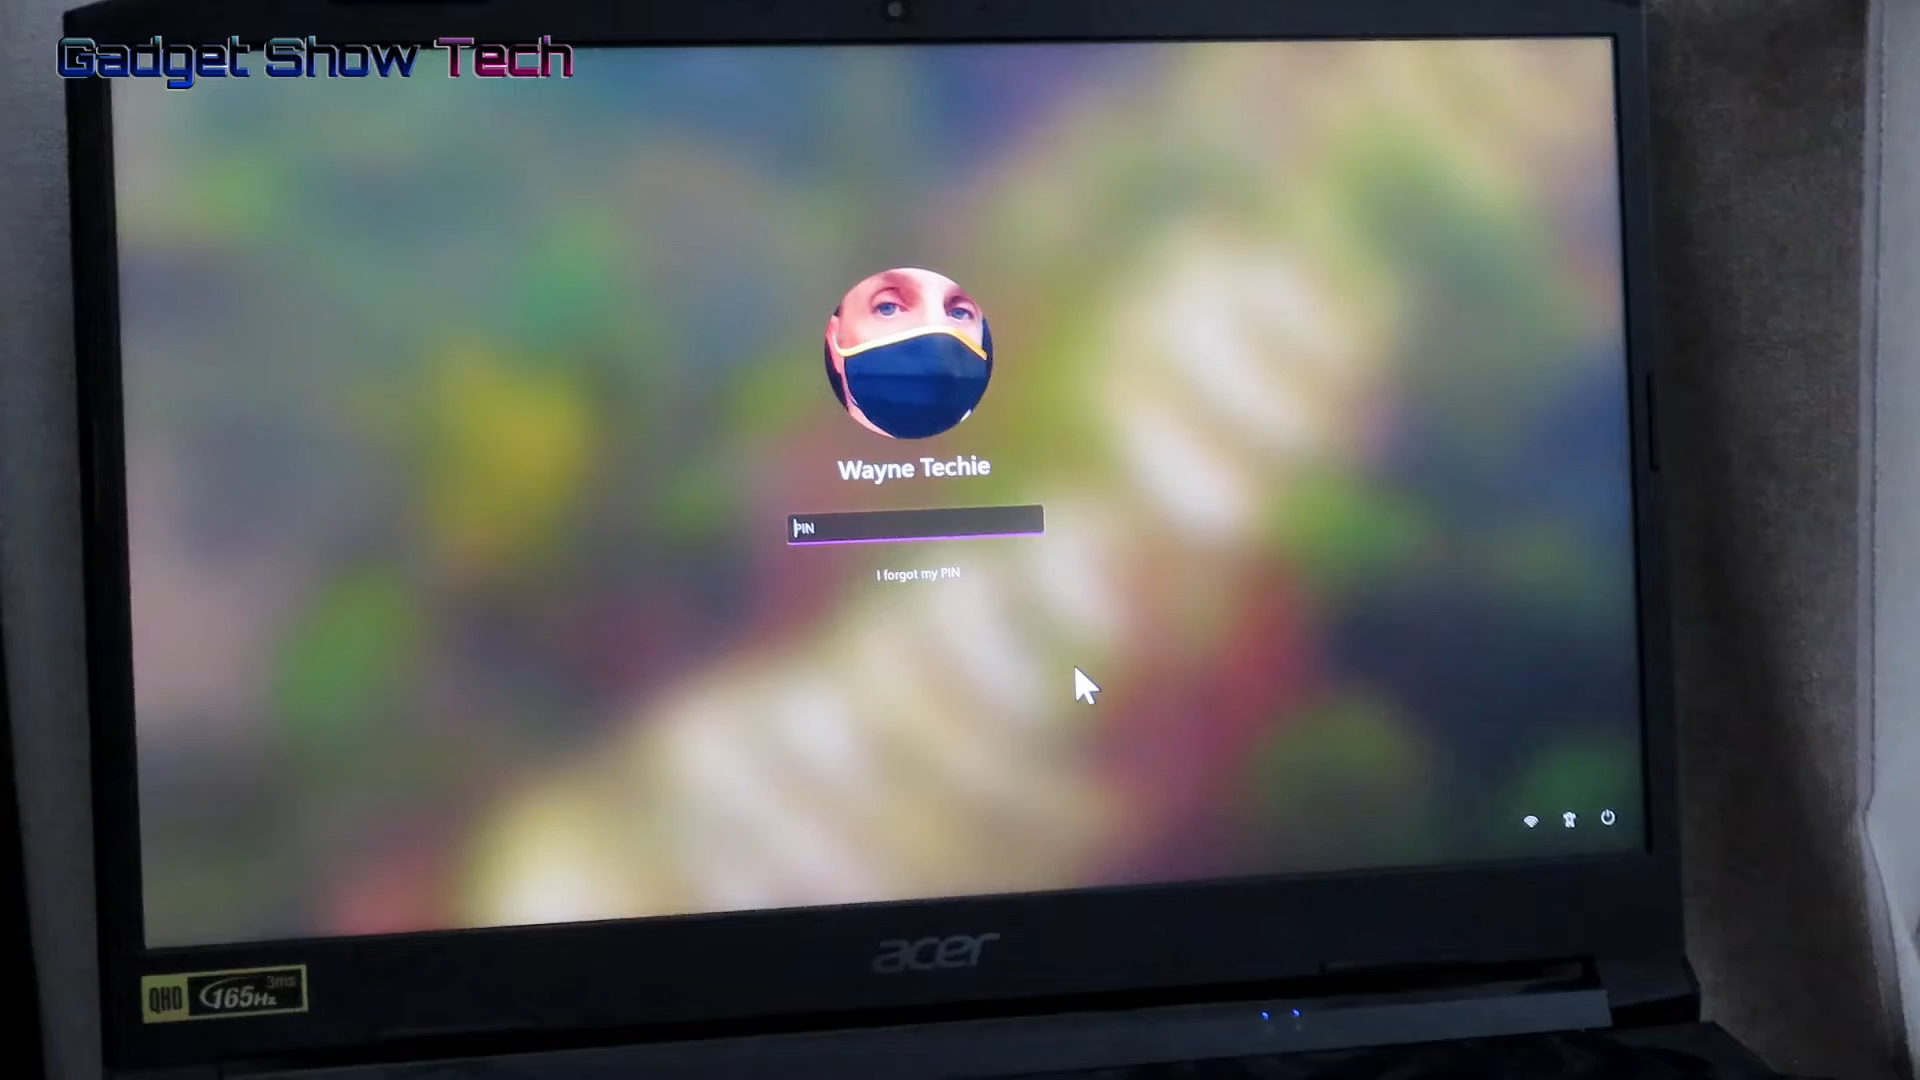 Gadget Show Tech
Wayne Techie
PIN
I forgot my PIN
acer
QHD 165Hz 3ms